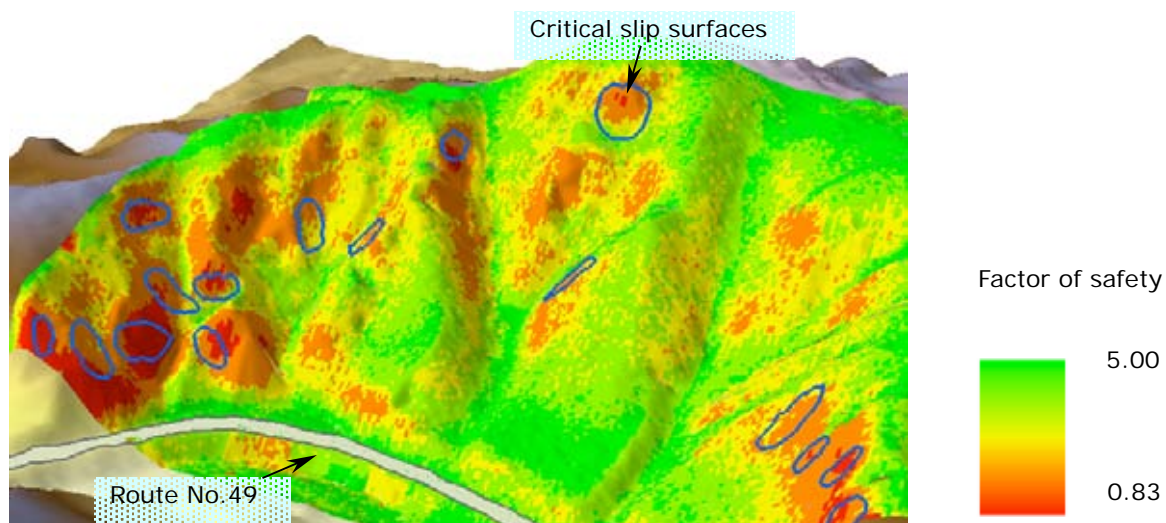 Critical slip surfaces
Factor of safety
5.00
0.83
Route No.49